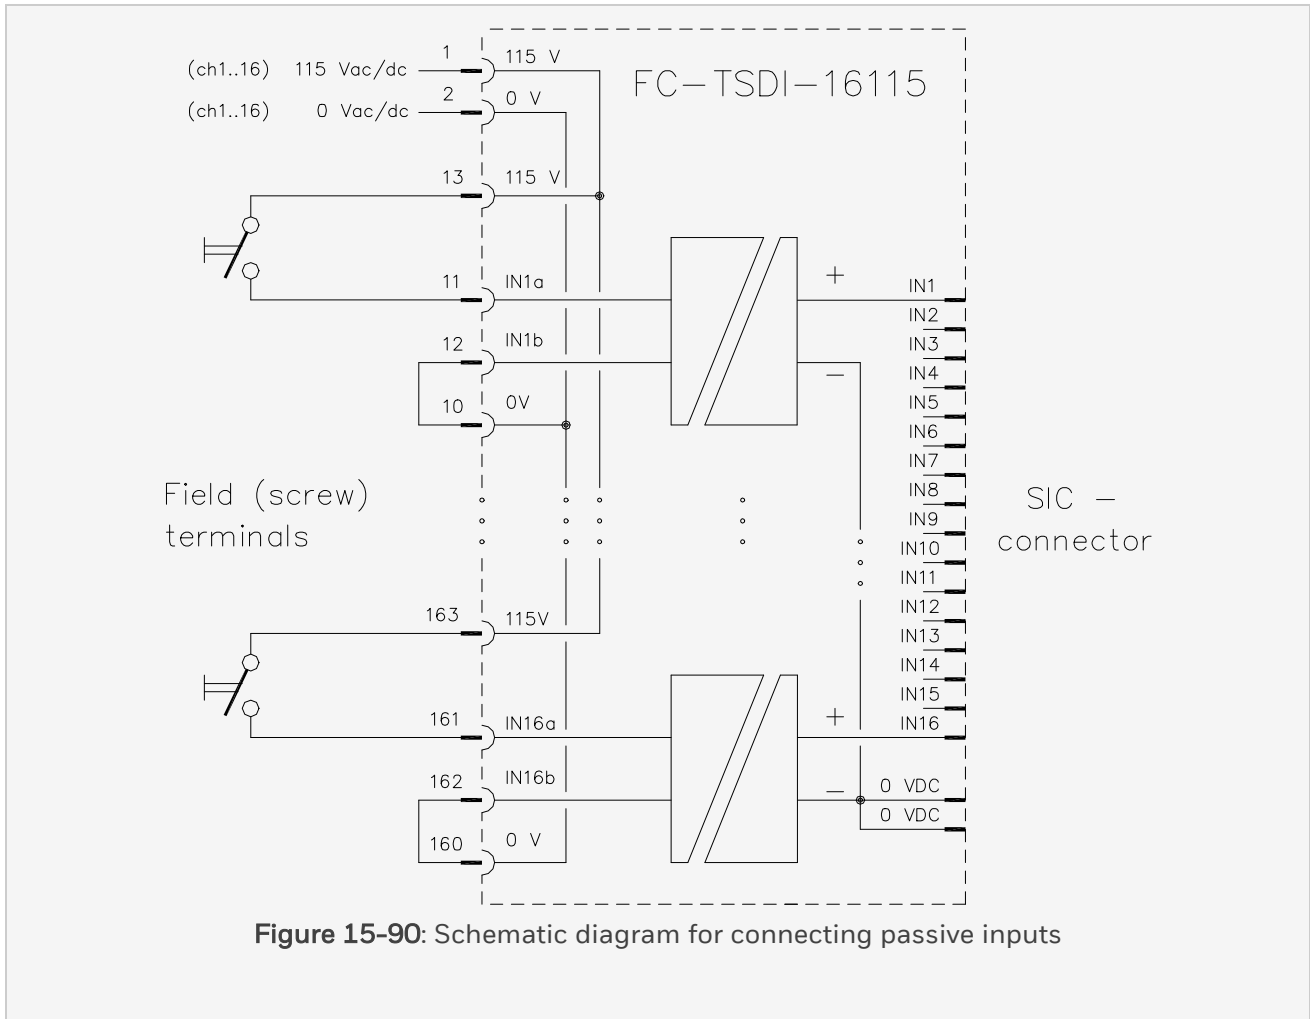 1
(ch1..16) 115 Vac/dc
115 V
2
(ch1..16) 0 Vac/dc
0 V
FC-TSDI-16115
13
115 V
11
IN1a
12
IN1b
10
0V
+
-
IN1
IN2
IN3
IN4
IN5
IN6
IN7
IN8
IN9
IN10
IN11
IN12
IN13
IN14
IN15
IN16
0 VDC
0 VDC
Field (screw)
terminals
SIC -
connector
163
115V
161
IN16a
162
IN16b
160
0 V
+
-
Figure 15-90: Schematic diagram for connecting passive inputs